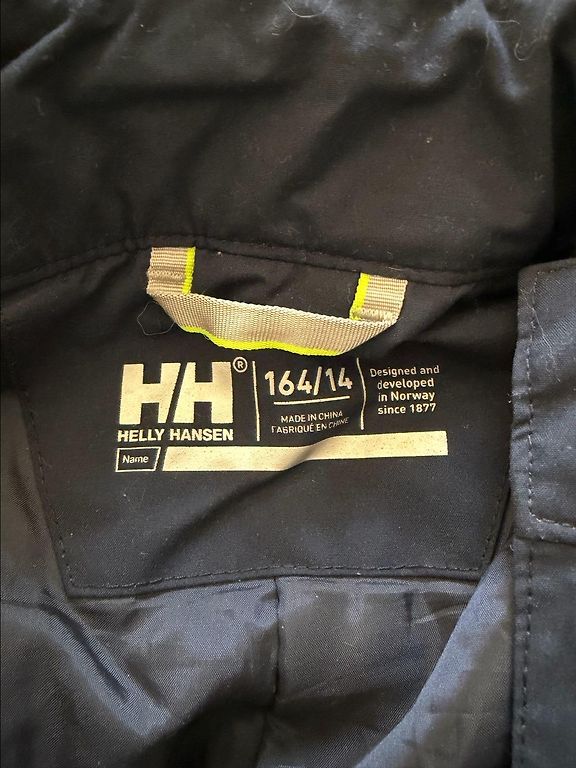 HH®
HELLY HANSEN
164/14
MADE IN CHINA
FABRIQUÉ EN CHINE
Designed and
developed
in Norway
since 1877
Name